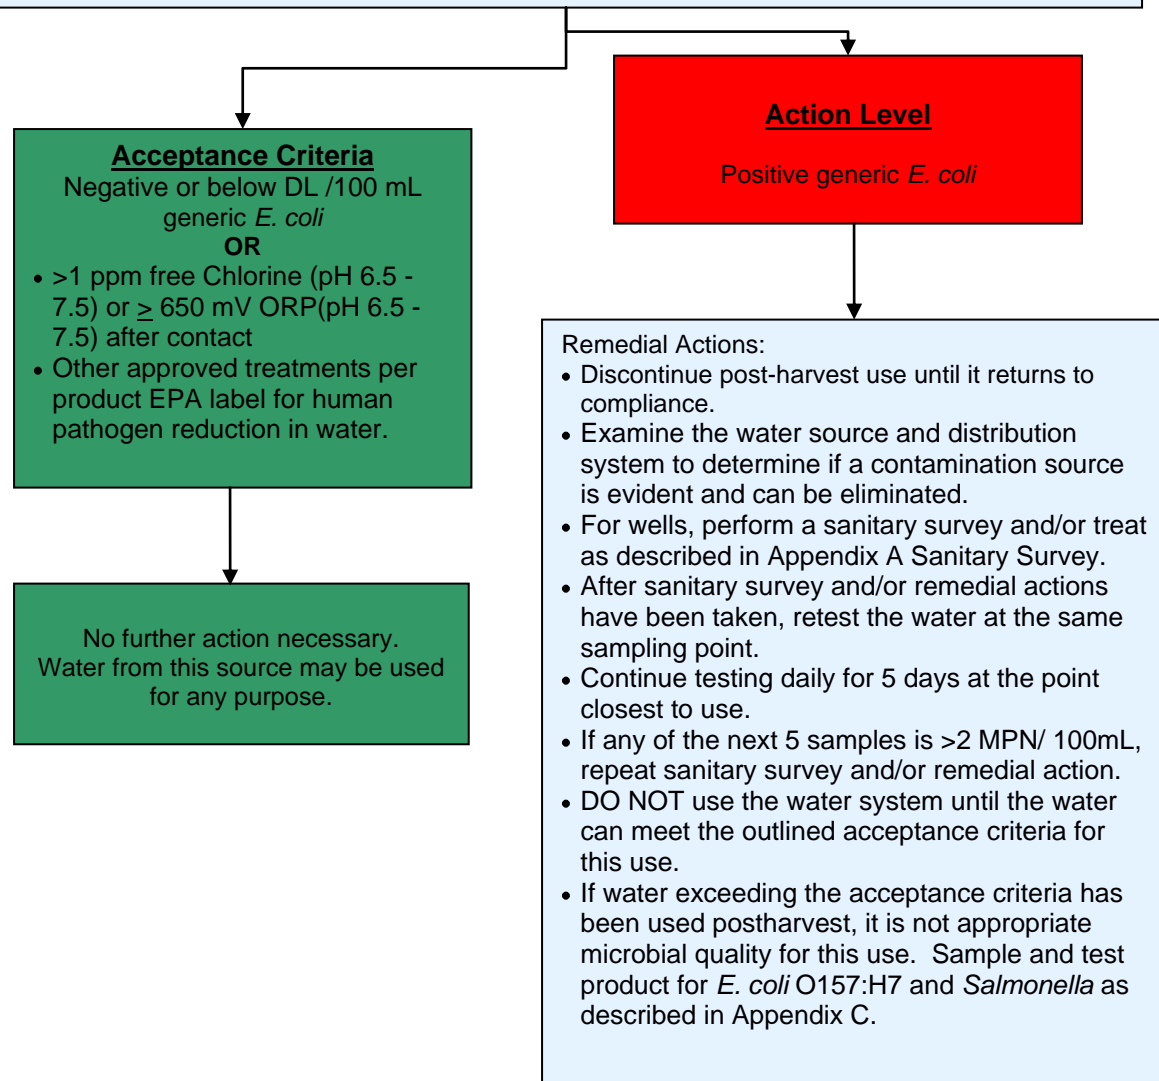 Acceptance Criteria
Negative or below DL /100 mL
generic E. coli
OR
• >1 ppm free Chlorine (pH 6.5 -
7.5) or > 650 mV ORP(pH 6.5 -
7.5) after contact
• Other approved treatments per
product EPA label for human
pathogen reduction in water.
No further action necessary.
Water from this source may be used
for any purpose.
Action Level
Positive generic E. coli
Remedial Actions:
• Discontinue post-harvest use until it returns to
compliance.
• Examine the water source and distribution
system to determine if a contamination source
is evident and can be eliminated.
• For wells, perform a sanitary survey and/or treat
as described in Appendix A Sanitary Survey.
• After sanitary survey and/or remedial actions
have been taken, retest the water at the same
sampling point.
• Continue testing daily for 5 days at the point
closest to use.
• If any of the next 5 samples is >2 MPN/ 100mL,
repeat sanitary survey and/or remedial action.
• DO NOT use the water system until the water
can meet the outlined acceptance criteria for
this use.
• If water exceeding the acceptance criteria has
been used postharvest, it is not appropriate
microbial quality for this use.  Sample and test
product for E. coli O157:H7 and Salmonella as
described in Appendix C.